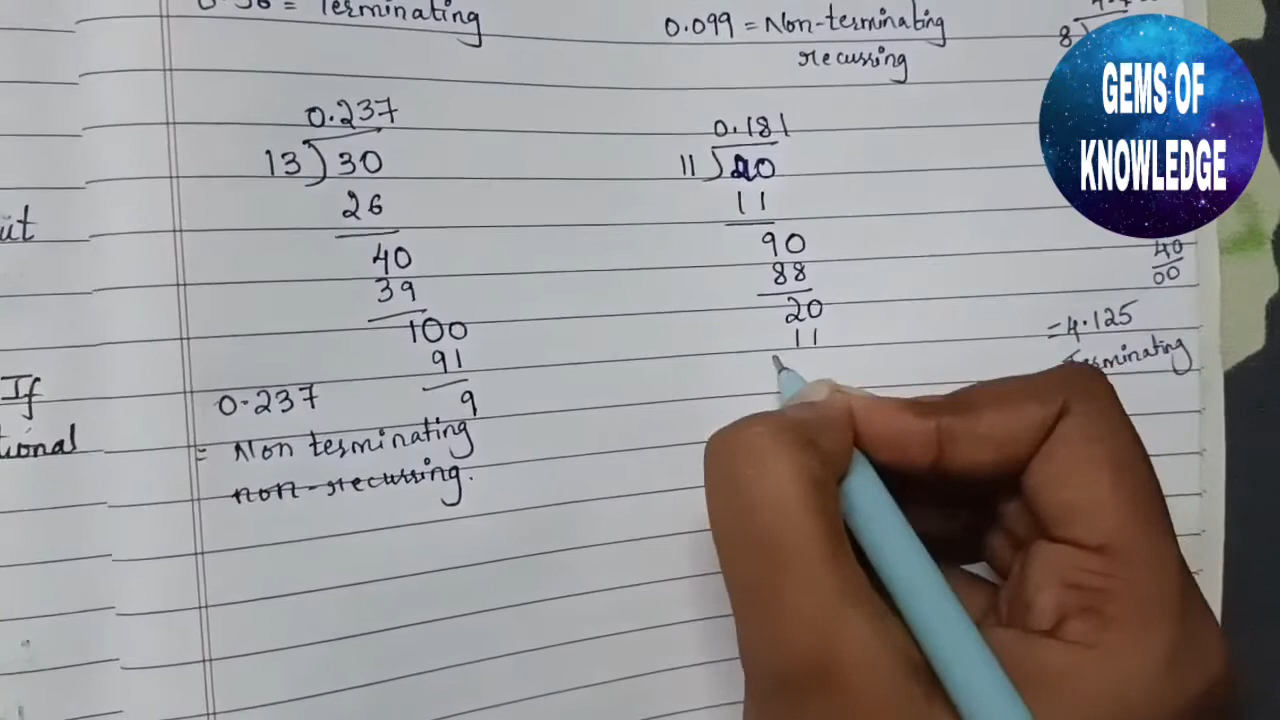 0.36 = Terminating
0.099 = Non-terminating
recurring
8
0.237
13)30
26
40
39
100
91
9
0.237
= Non terminating
non-recurring.
0.181
11)20
11
90
88
20
11
40
00
=4.125
Terminating
If
GEMS OF
KNOWLEDGE